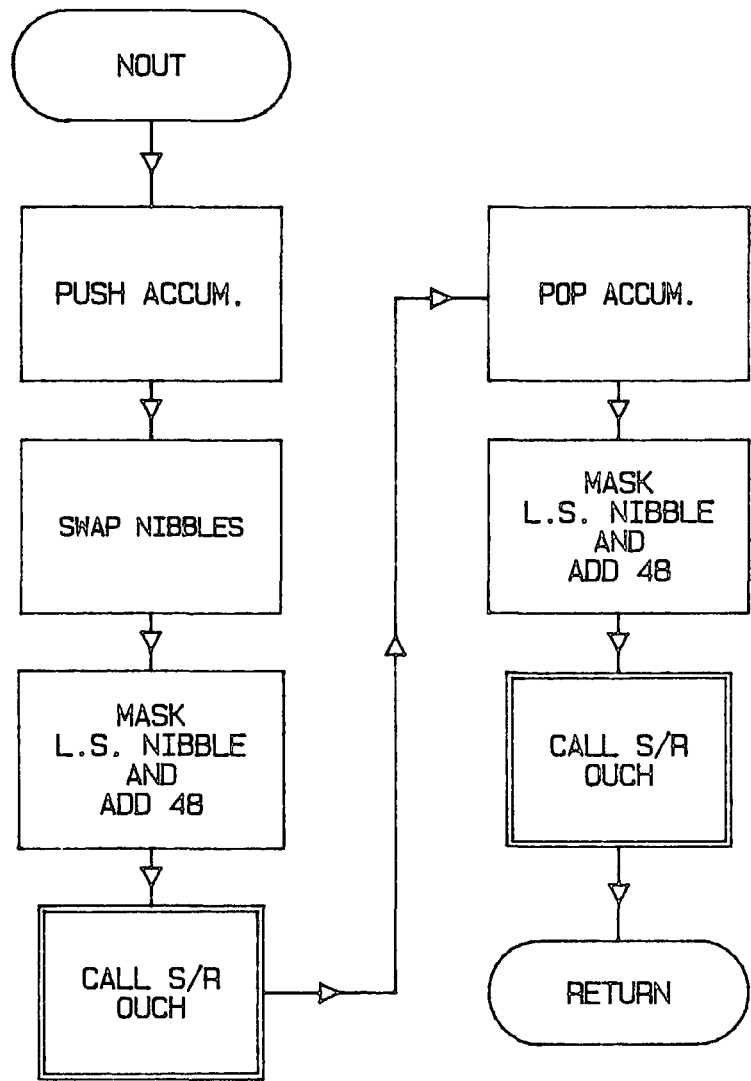 NOUT
PUSH ACCUM.
SWAP NIBBLES
MASK
L.S. NIBBLE
AND
ADD 48
CALL S/R
OUCH
POP ACCUM.
MASK
L.S. NIBBLE
AND
ADD 48
CALL S/R
OUCH
RETURN